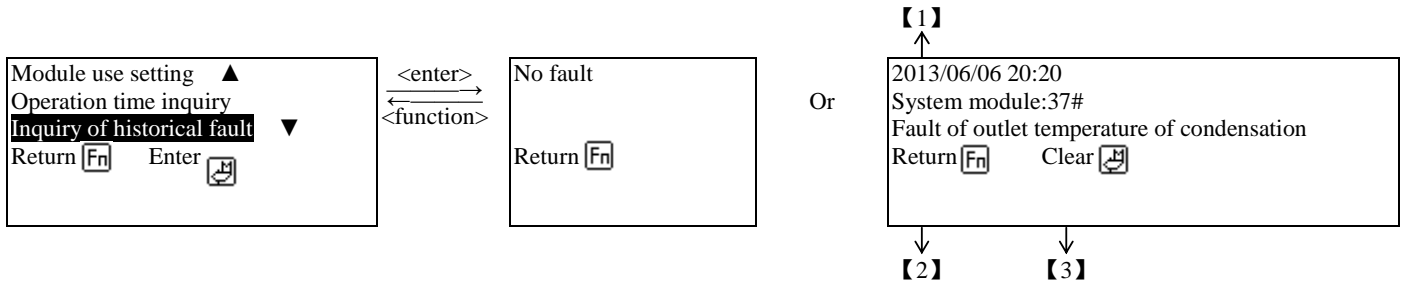 【1】
Module use setting ▲
Operation time inquiry
Inquiry of historical fault ▼
Return Fn Enter
<enter>
<function>
No fault
Return Fn
Or
2013/06/06 20:20
System module:37#
Fault of outlet temperature of condensation
Return Fn Clear
【2】 【3】